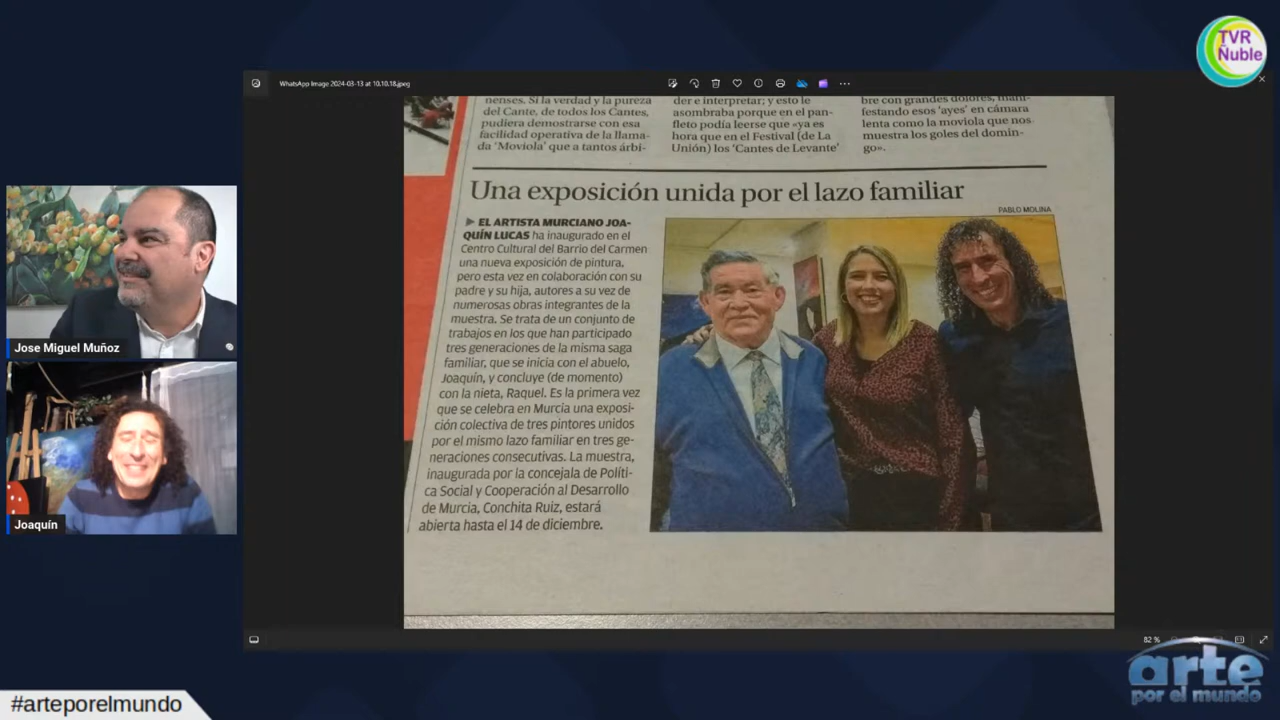 TVR
Ñuble
WhatsApp Image 2024-03-13 at 10.10.18.jpeg
nenses. Si la verdad y la pureza
del Cante, de todos los Cantes,
pudiera demostrarse con esa
facilidad operativa de la llama-
da 'Moviola' que a tantos árbi-
der e interpretar; y esto le
asombraba porque en el pan-
fleto podía leerse que «ya es
hora que en el Festival (de La
Unión) los 'Cantes de Levante'
bre con grandes dolores, mani-
festando esos 'ayes' en cámara
lenta como la moviola que nos
muestra los goles del domin-
go».
Una exposición unida por el lazo familiar
PABLO MOLINA
▶ EL ARTISTA MURCIANO JOA-
QUÍN LUCAS ha inaugurado en el
Centro Cultural del Barrio del Carmen
una nueva exposición de pintura,
pero esta vez en colaboración con su
padre y su hija, autores a su vez de
numerosas obras integrantes de la
muestra. Se trata de un conjunto de
trabajos en los que han participado
tres generaciones de la misma saga
familiar, que se inicia con el abuelo,
Joaquín, y concluye (de momento)
con la nieta, Raquel. Es la primera vez
que se celebra en Murcia una exposi-
ción colectiva de tres pintores unidos
por el mismo lazo familiar en tres ge-
neraciones consecutivas. La muestra,
inaugurada por la concejala de Políti-
ca Social y Cooperación al Desarrollo
de Murcia, Conchita Ruiz, estará
abierta hasta el 14 de diciembre.
Jose Miguel Muñoz
Joaquín
82 %
arte
por el mundo
#arteporelmundo